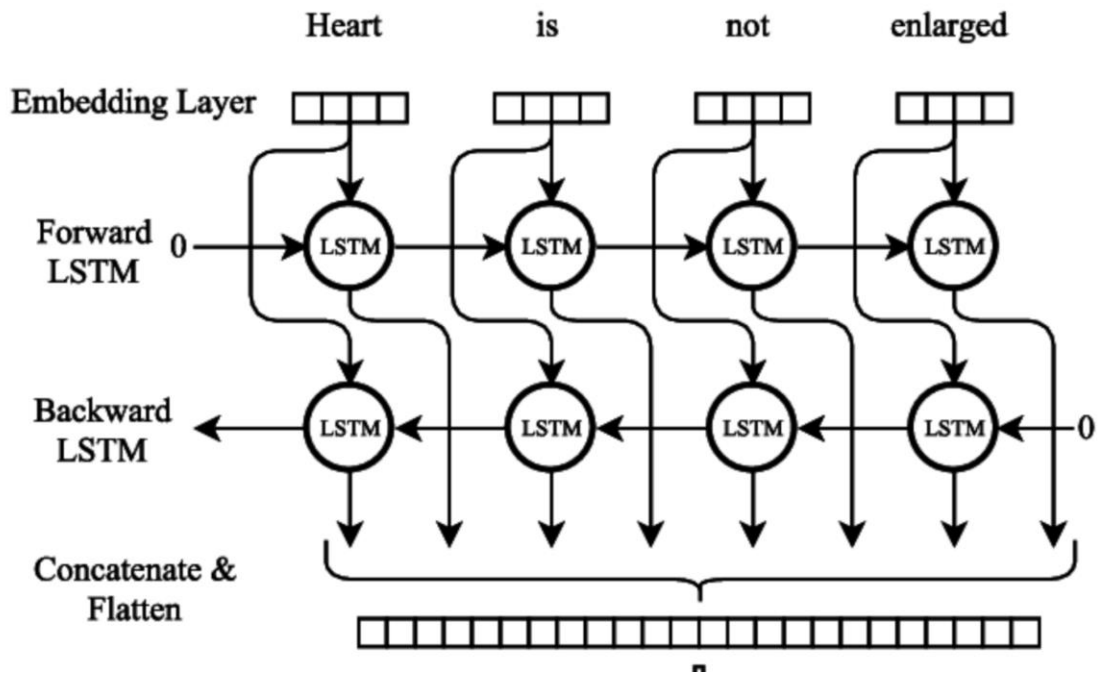 Heart is not enlarged
Embedding Layer
Forward
LSTM
0
LSTM LSTM LSTM LSTM
Backward
LSTM
LSTM LSTM LSTM LSTM
0
Concatenate &
Flatten